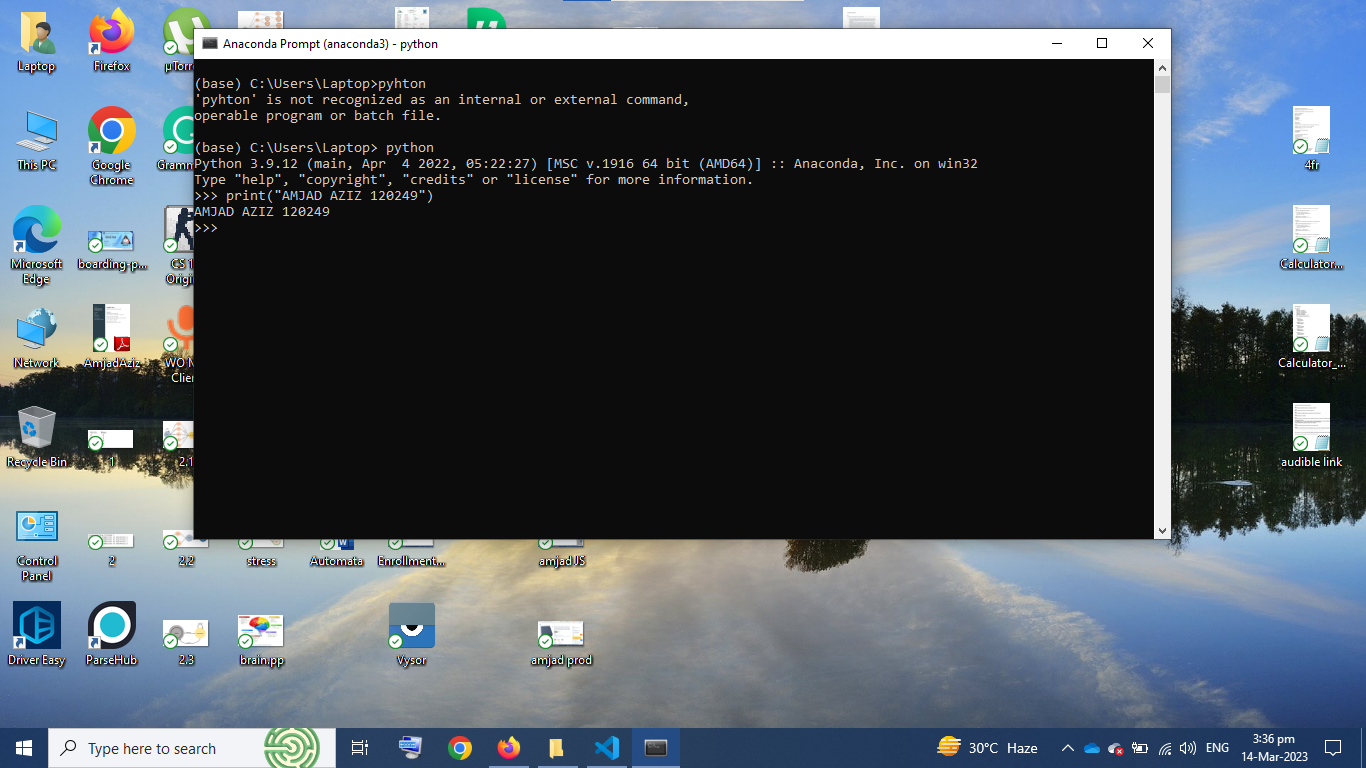 Anaconda Prompt (anaconda3) - python
(base) C:\Users\Laptop>pyhton
'pyhton' is not recognized as an internal or external command,
operable program or batch file.
(base) C:\Users\Laptop> python
Python 3.9.12 (main, Apr  4 2022, 05:22:27) [MSC v.1916 64 bit (AMD64)] :: Anaconda, Inc. on win32
Type "help", "copyright", "credits" or "license" for more information.
>>> print("AMJAD AZIZ 120249")
AMJAD AZIZ 120249
>>>
Laptop
Firefox
µTorr
This PC
Google
Chrome
Gramm
4fr
Microsoft
Edge
boarding-p...
CS 1
Origi
Calculator...
Network
AmjadAziz
WO M
Clien
Calculator_...
Recycle Bin
1
2.1
audible link
Control
Panel
2
2.2
stress
Automata
Enrollment...
amjad JS
Driver Easy
ParseHub
2.3
brain.pp
Vysor
amjad prod
Type here to search
30°C Haze
ENG
3:36 pm
14-Mar-2023